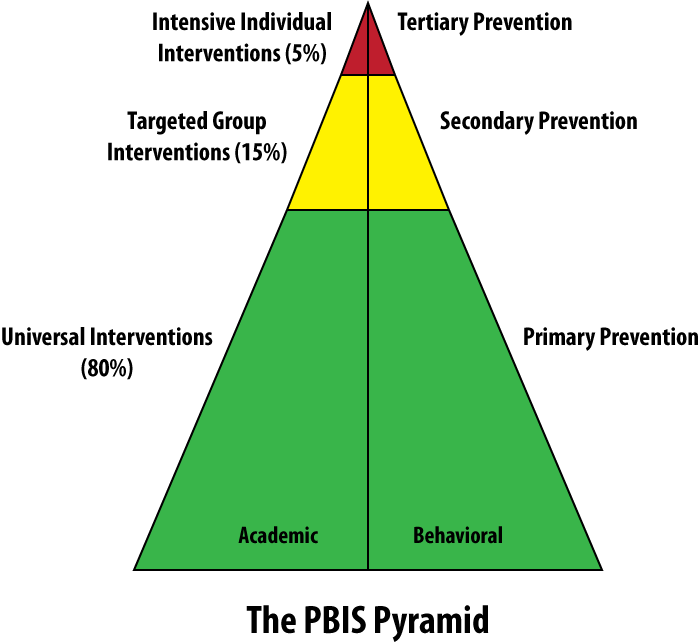 Intensive Individual
Interventions (5%)
Tertiary Prevention
Targeted Group
Interventions (15%)
Secondary Prevention
Universal Interventions
(80%)
Primary Prevention
Academic
Behavioral
The PBIS Pyramid